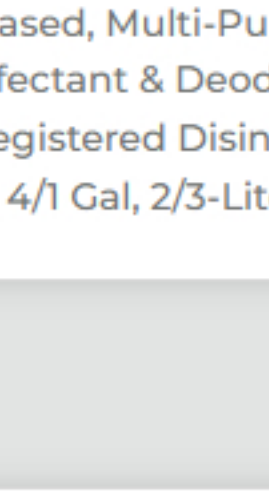 ased, Multi-Pu
fectant & Deod
egistered Disin
4/1 Gal, 2/3-Lit